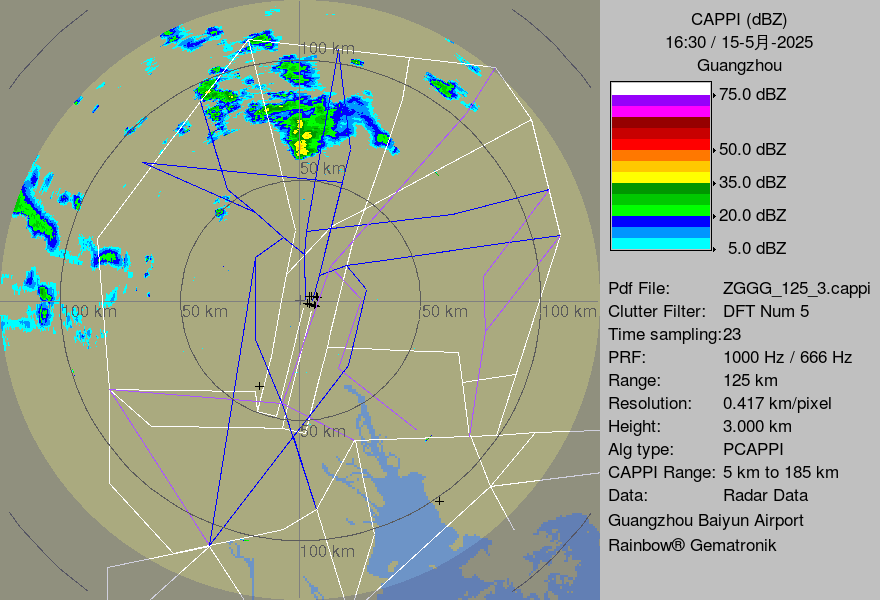 CAPPI (dBZ)
16:30 / 15-5月-2025
Guangzhou
75.0 dBZ
50.0 dBZ
35.0 dBZ
20.0 dBZ
5.0 dBZ
Pdf File: ZGGG_125_3.cappi
Clutter Filter: DFT Num 5
Time sampling:23
PRF: 1000 Hz / 666 Hz
Range: 125 km
Resolution: 0.417 km/pixel
Height: 3.000 km
Alg type: PCAPPI
CAPPI Range: 5 km to 185 km
Data: Radar Data
Guangzhou Baiyun Airport
Rainbow® Gematronik
100 km
50 km
100 km
50 km
50 km
100 km
50 km
100 km